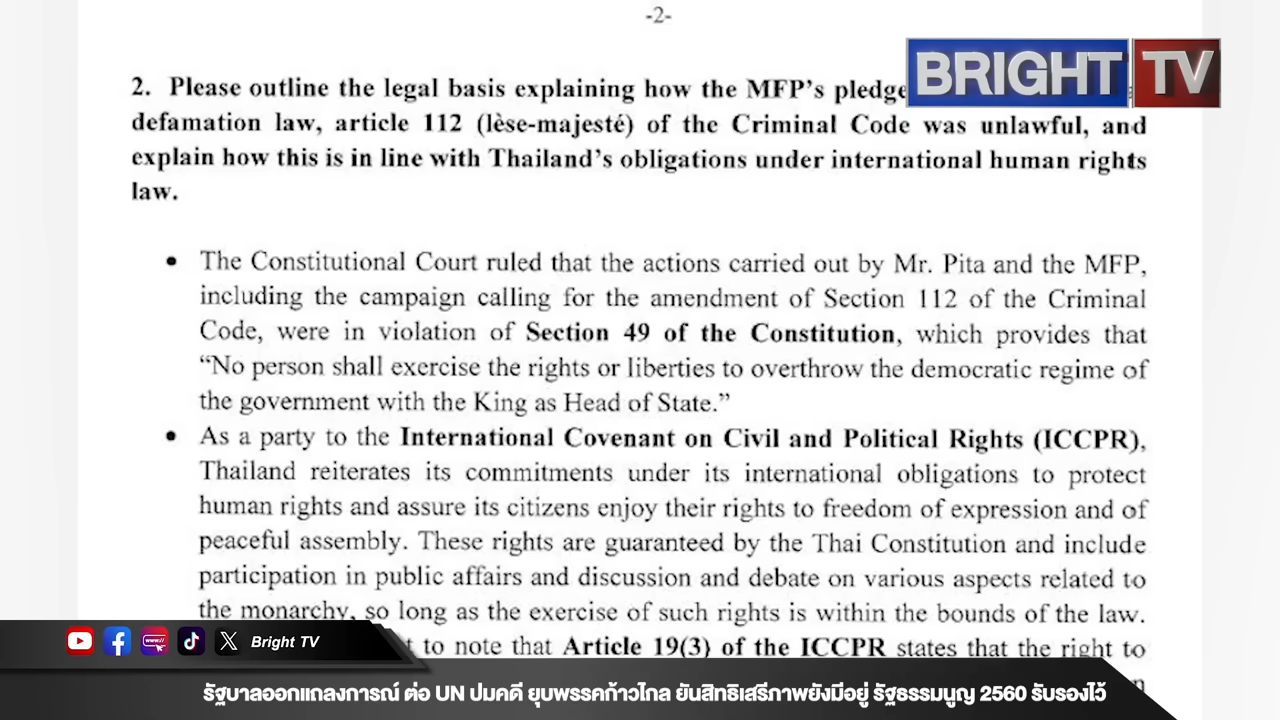 -2-
BRIGHT TV
2. Please outline the legal basis explaining how the MFP's pledge
defamation law, article 112 (lèse-majesté) of the Criminal Code was unlawful, and
explain how this is in line with Thailand's obligations under international human rights
law.
• The Constitutional Court ruled that the actions carried out by Mr. Pita and the MFP,
including the campaign calling for the amendment of Section 112 of the Criminal
Code, were in violation of Section 49 of the Constitution, which provides that
“No person shall exercise the rights or liberties to overthrow the democratic regime of
the government with the King as Head of State.”
• As a party to the International Covenant on Civil and Political Rights (ICCPR),
Thailand reiterates its commitments under its international obligations to protect
human rights and assure its citizens enjoy their rights to freedom of expression and of
peaceful assembly. These rights are guaranteed by the Thai Constitution and include
participation in public affairs and discussion and debate on various aspects related to
the monarchy, so long as the exercise of such rights is within the bounds of the law.
to note that Article 19(3) of the ICCPR states that the right to
www.//
X Bright TV
รัฐบาลออกแถลงการณ์ ต่อ UN ปมคดี ยุบพรรคก้าวไกล ยันสิทธิเสรีภาพยังมีอยู่ รัฐธรรมนูญ 2560 รับรองไว้